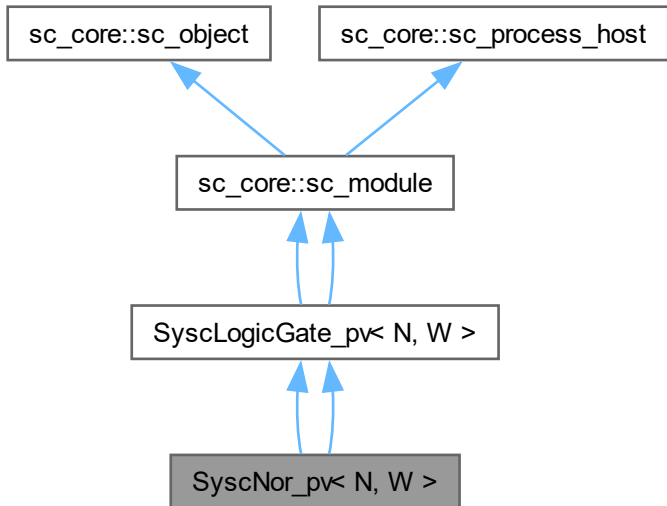 sc_core::sc_object
sc_core::sc_process_host
sc_core::sc_module
SyscLogicGate_pv< N, W >
SyscNor_pv< N, W >